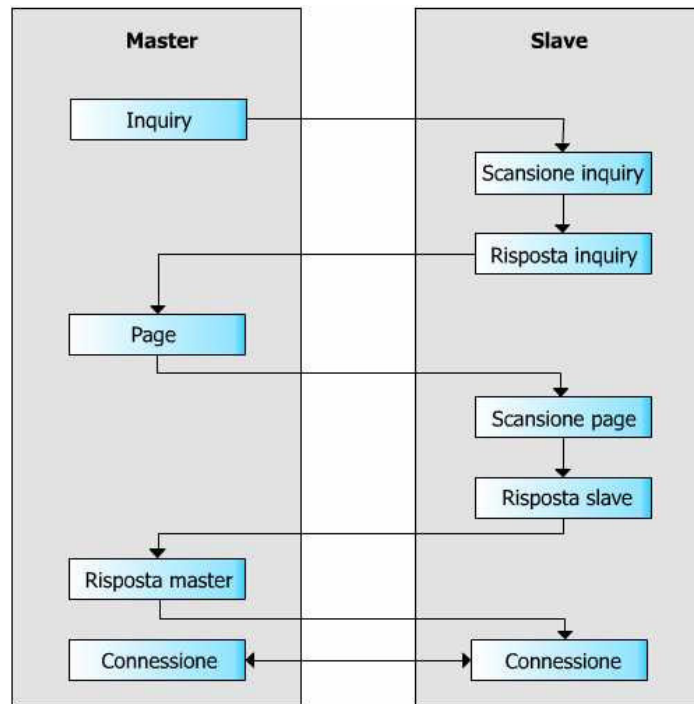 Master
Slave
Inquiry
Scansione inquiry
Risposta inquiry
Page
Scansione page
Risposta slave
Risposta master
Connessione
Connessione